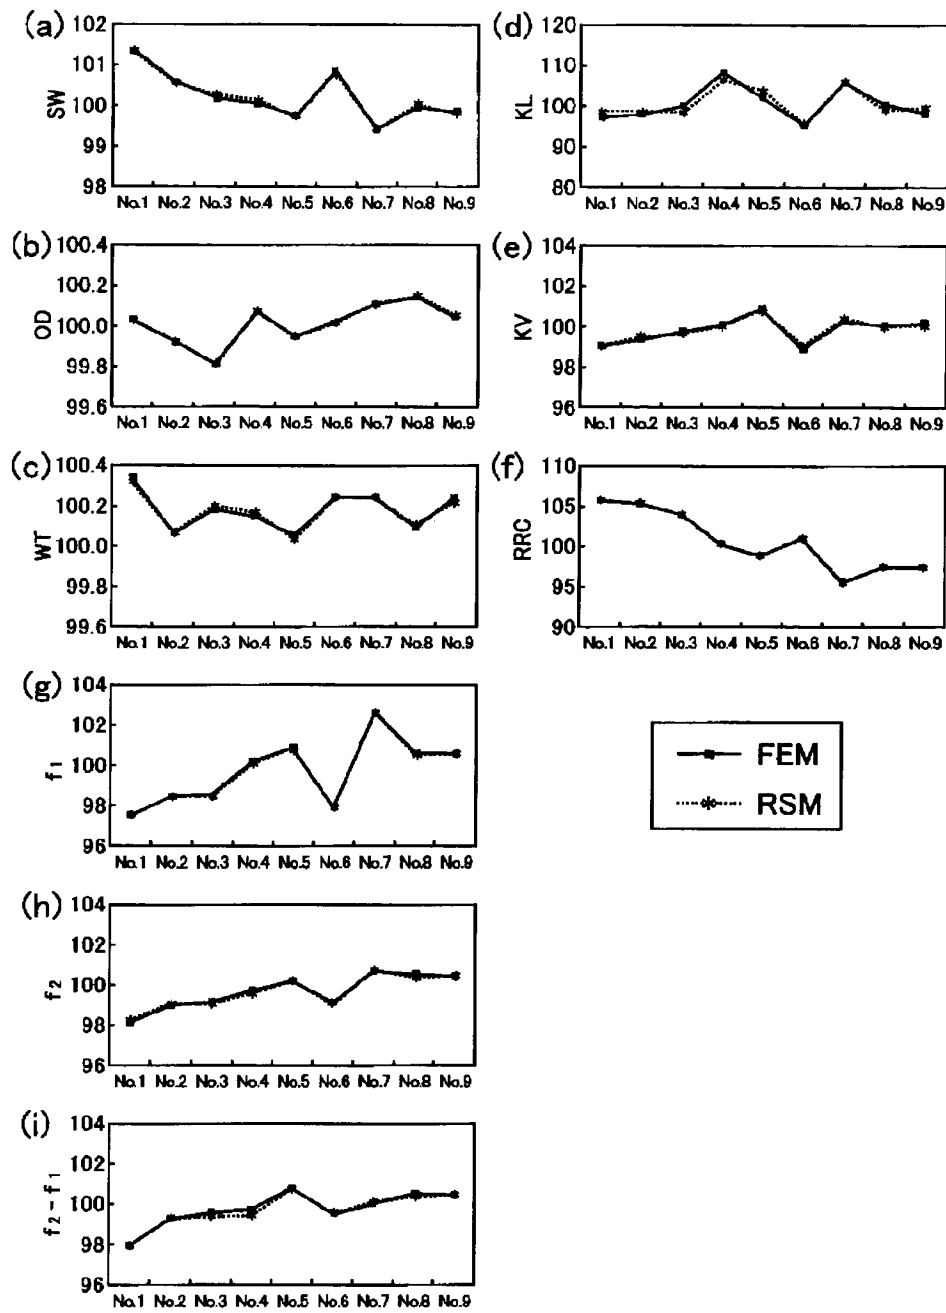 (a)
102
101
100
99
98
SW
No.1 No.2 No.3 No.4 No.5 No.6 No.7 No.8 No.9
(b)
100.4
100.2
100.0
99.8
99.6
OD
No.1 No.2 No.3 No.4 No.5 No.6 No.7 No.8 No.9
(c)
100.4
100.2
100.0
99.8
99.6
WT
No.1 No.2 No.3 No.4 No.5 No.6 No.7 No.8 No.9
(d)
120
110
100
90
80
KL
No.1 No.2 No.3 No.4 No.5 No.6 No.7 No.8 No.9
(e)
104
102
100
98
96
KV
No.1 No.2 No.3 No.4 No.5 No.6 No.7 No.8 No.9
(f)
110
105
100
95
90
RRC
No.1 No.2 No.3 No.4 No.5 No.6 No.7 No.8 No.9
(g)
104
102
100
98
96
f1
No.1 No.2 No.3 No.4 No.5 No.6 No.7 No.8 No.9
FEM
RSM
(h)
104
102
100
98
96
f2
No.1 No.2 No.3 No.4 No.5 No.6 No.7 No.8 No.9
(i)
104
102
100
98
96
f2-f1
No.1 No.2 No.3 No.4 No.5 No.6 No.7 No.8 No.9